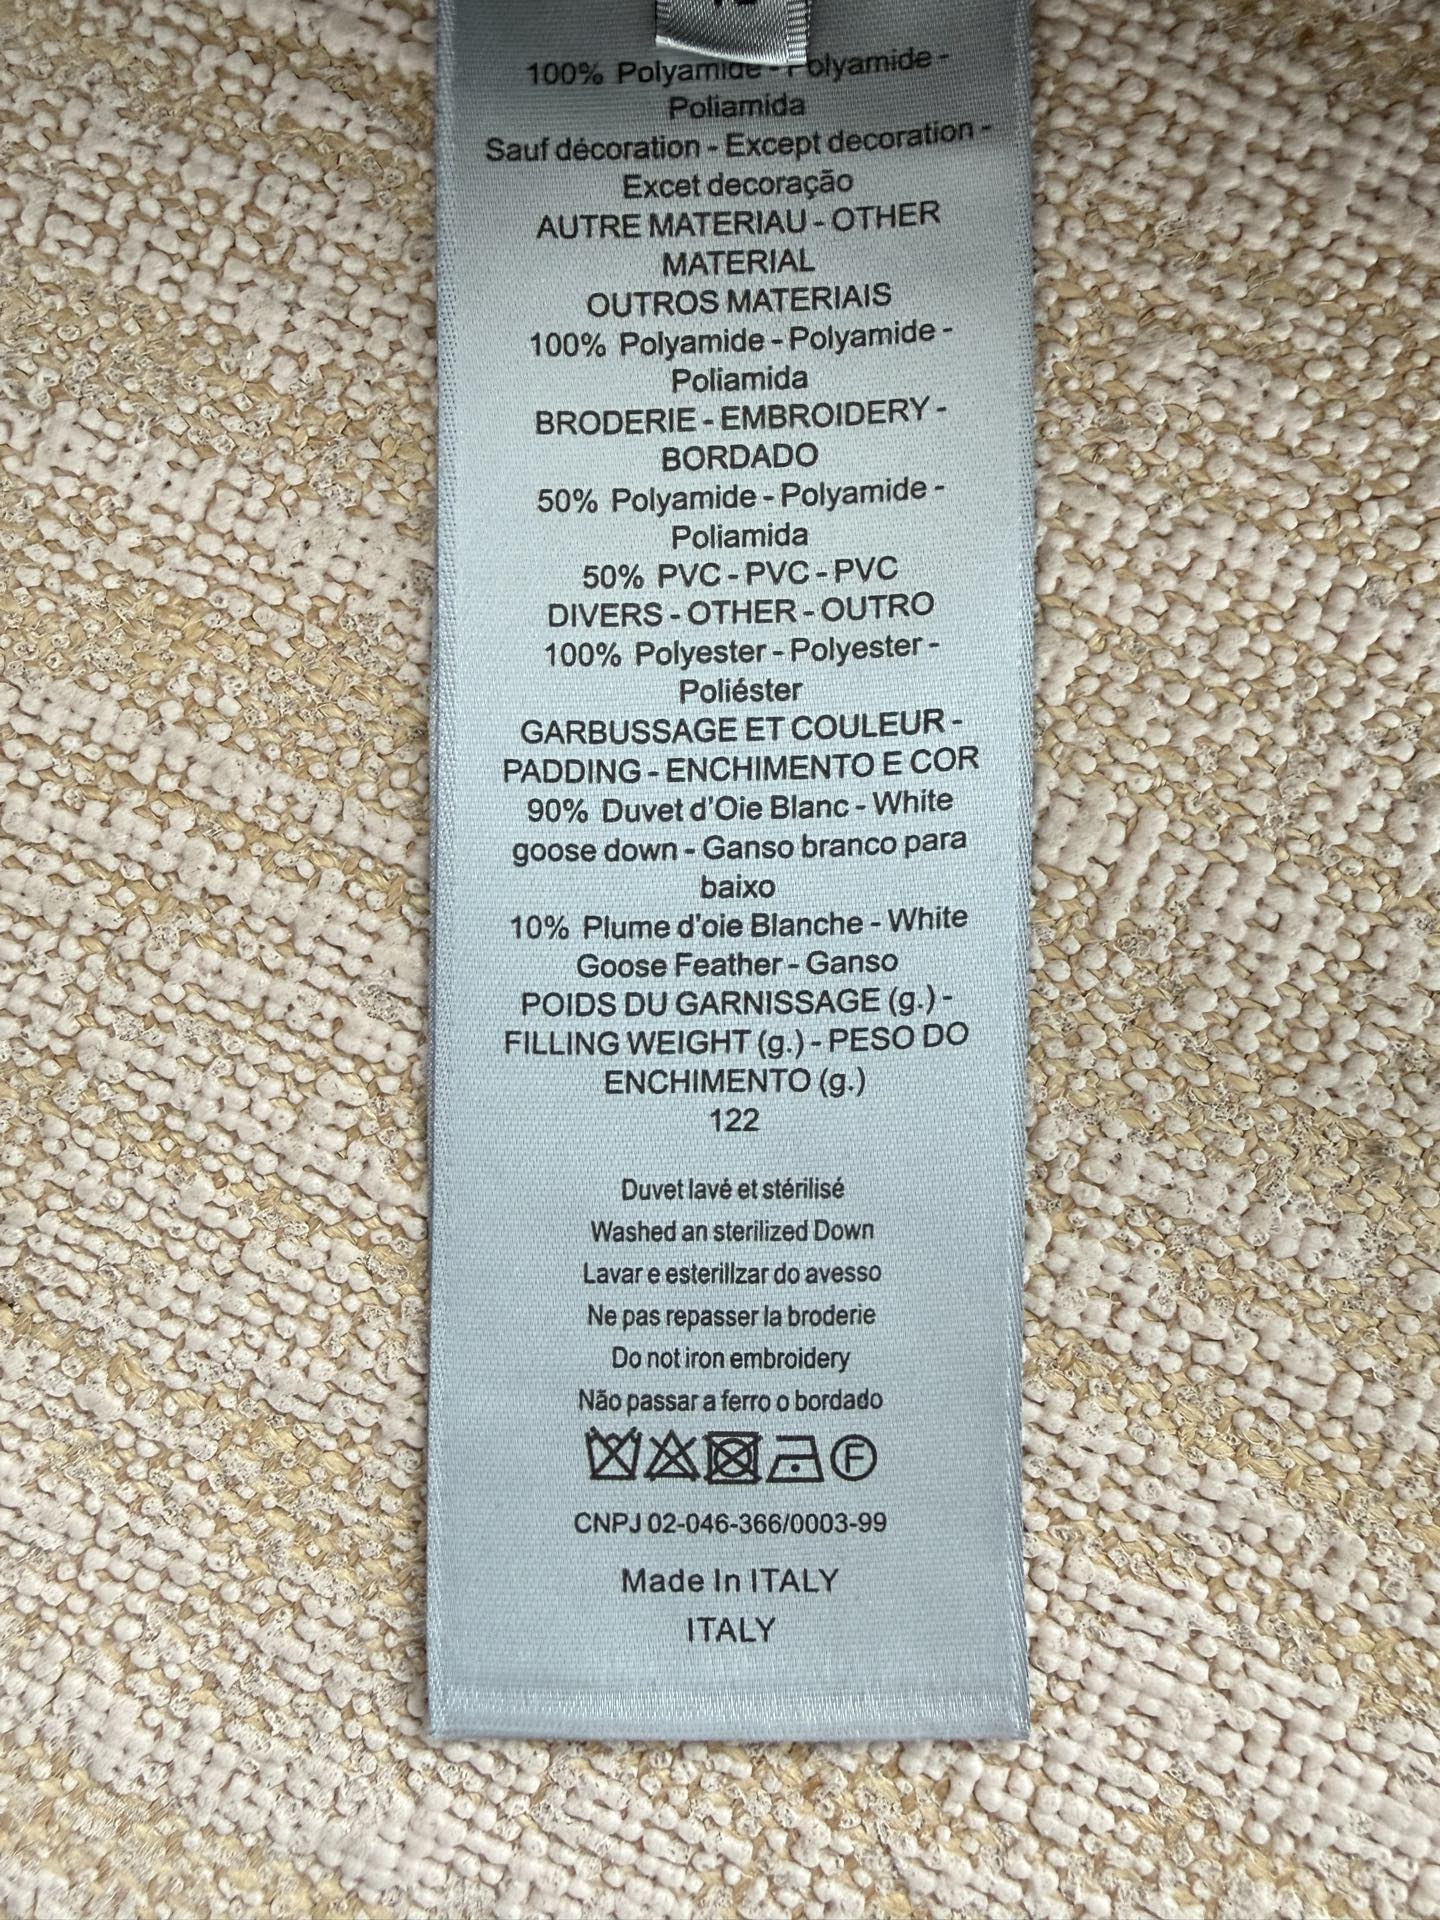 100% Polyamide - Polyamide -
Poliamida
Sauf décoration - Except decoration -
Excet decoração
AUTRE MATERIAU - OTHER
MATERIAL
OUTROS MATERIAIS
100% Polyamide - Polyamide -
Poliamida
BRODERIE - EMBROIDERY -
BORDADO
50% Polyamide - Polyamide -
Poliamida
50% PVC - PVC - PVC
DIVERS - OTHER - OUTRO
100% Polyester - Polyester -
Poliéster
GARBUSSAGE ET COULEUR -
PADDING - ENCHIMENTO E COR
90% Duvet d'Oie Blanc - White
goose down - Ganso branco para
baixo
10% Plume d'oie Blanche - White
Goose Feather - Ganso
POIDS DU GARNISSAGE (g.) -
FILLING WEIGHT (g.) - PESO DO
ENCHIMENTO (g.)
122
Duvet lavé et stérilisé
Washed an sterilized Down
Lavar e esterillzar do avesso
Ne pas repasser la broderie
Do not iron embroidery
Não passar a ferro o bordado
F
CNPJ 02-046-366/0003-99
Made In ITALY
ITALY